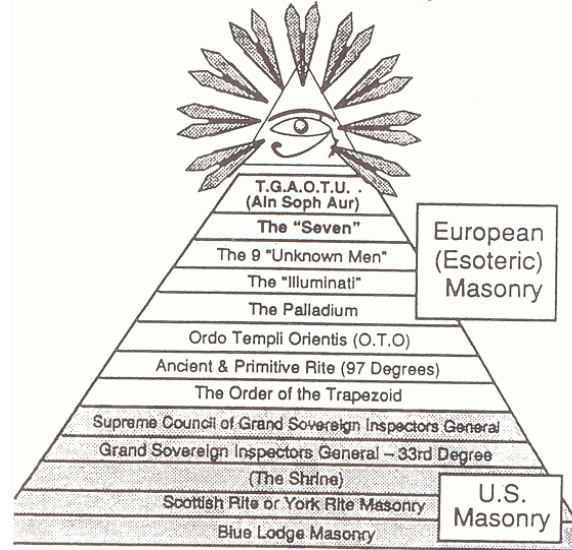 T.G.A.O.T.U. .
(Ain Soph Aur)
The "Seven"
The 9 "Unknown Men"
The "Illuminati"
The Palladium
Ordo Templi Orientis (O.T.O)
Ancient & Primitive Rite (97 Degrees)
The Order of the Trapezoid
Supreme Council of Grand Sovereign Inspectors General
Grand Sovereign Inspectors General – 33rd Degree
(The Shrine)
Scottish Rite or York Rite Masonry
Blue Lodge Masonry
European
(Esoteric)
Masonry
U.S.
Masonry